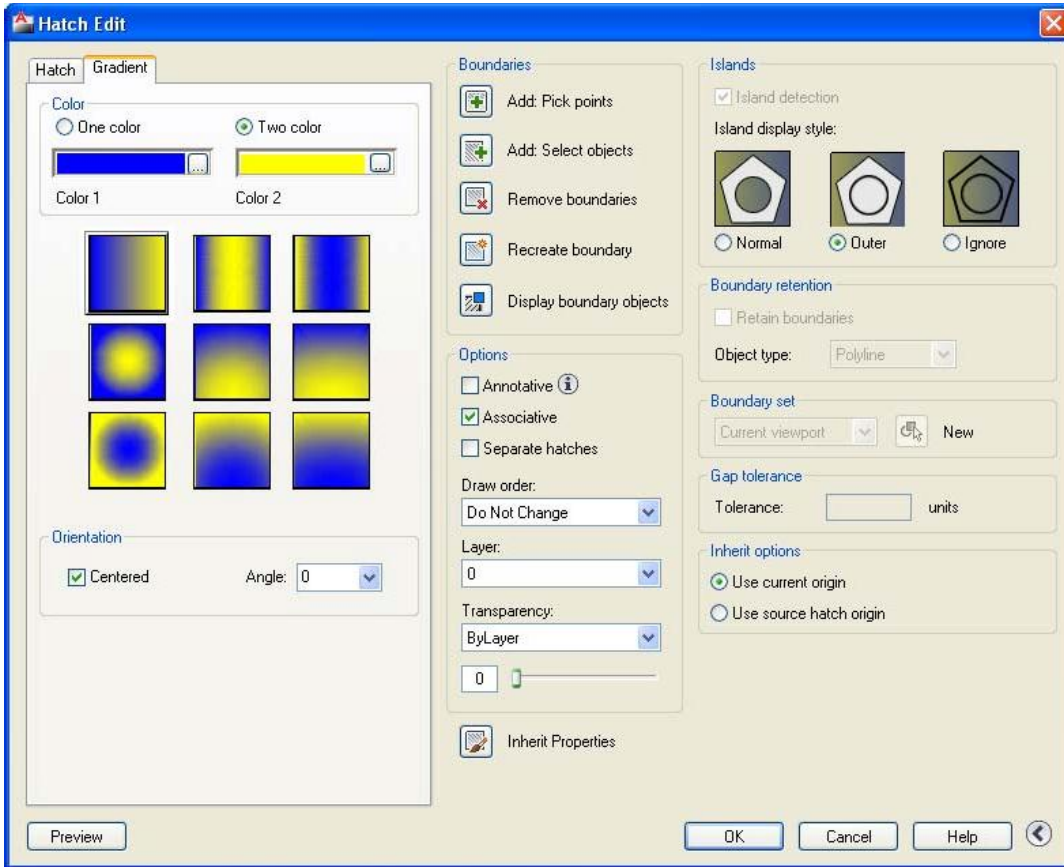 Hatch Edit
Hatch
Gradient
Color
One color
Two color
...
...
Color 1
Color 2
Orientation
Centered
Angle:
0
Boundaries
Add: Pick points
Add: Select objects
Remove boundaries
Recreate boundary
Display boundary objects
Options
Annotative
Associative
Separate hatches
Draw order:
Do Not Change
Layer:
0
Transparency:
ByLayer
0
Inherit Properties
Islands
Island detection
Island display style:
Normal
Outer
Ignore
Boundary retention
Retain boundaries
Object type:
Polyline
Boundary set
Current viewport
New
Gap tolerance
Tolerance:
units
Inherit options
Use current origin
Use source hatch origin
Preview
OK
Cancel
Help